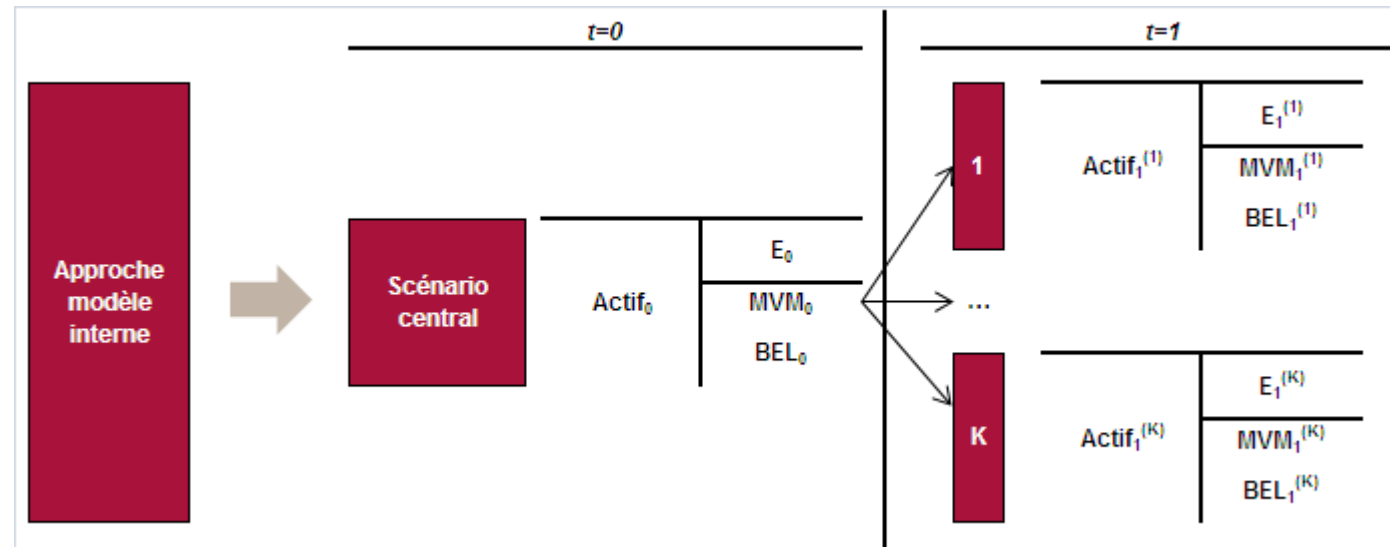 t=0
t=1
Approche
modèle
interne
Scénario
central
Actif₀
E₀
MVM₀
BEL₀
1
Actif₁⁽¹⁾
E₁⁽¹⁾
MVM₁⁽¹⁾
BEL₁⁽¹⁾
...
K
Actif₁⁽ᴷ⁾
E₁⁽ᴷ⁾
MVM₁⁽ᴷ⁾
BEL₁⁽ᴷ⁾